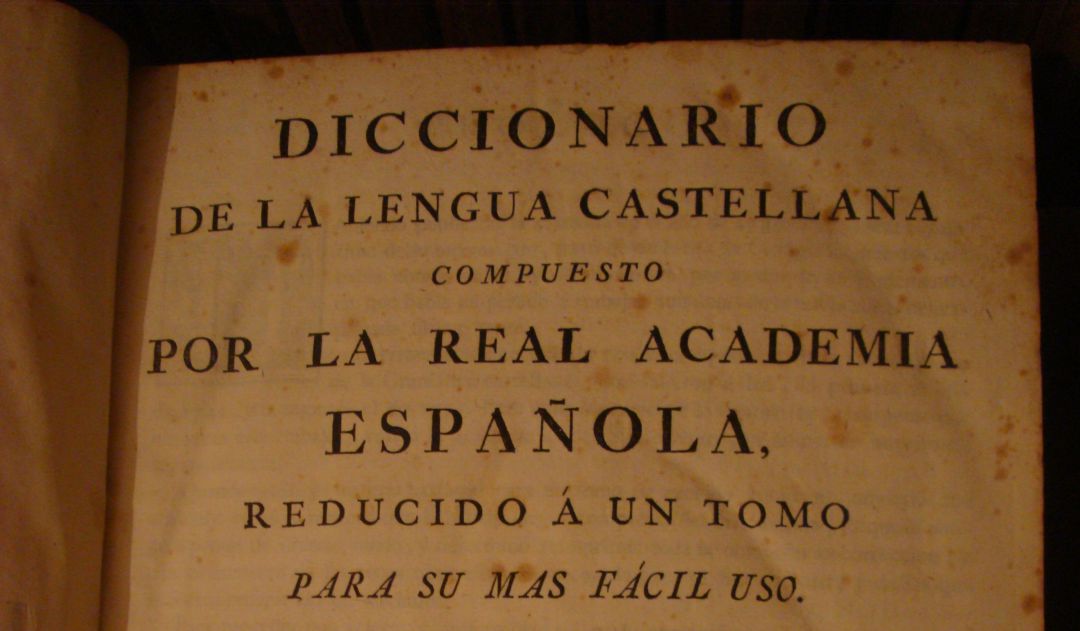 DICCIONARIO
DE LA LENGUA CASTELLANA
COMPUESTO
POR LA REAL ACADEMIA
ESPAÑOLA,
REDUCIDO Á UN TOMO
PARA SU MAS FÁCIL USO.